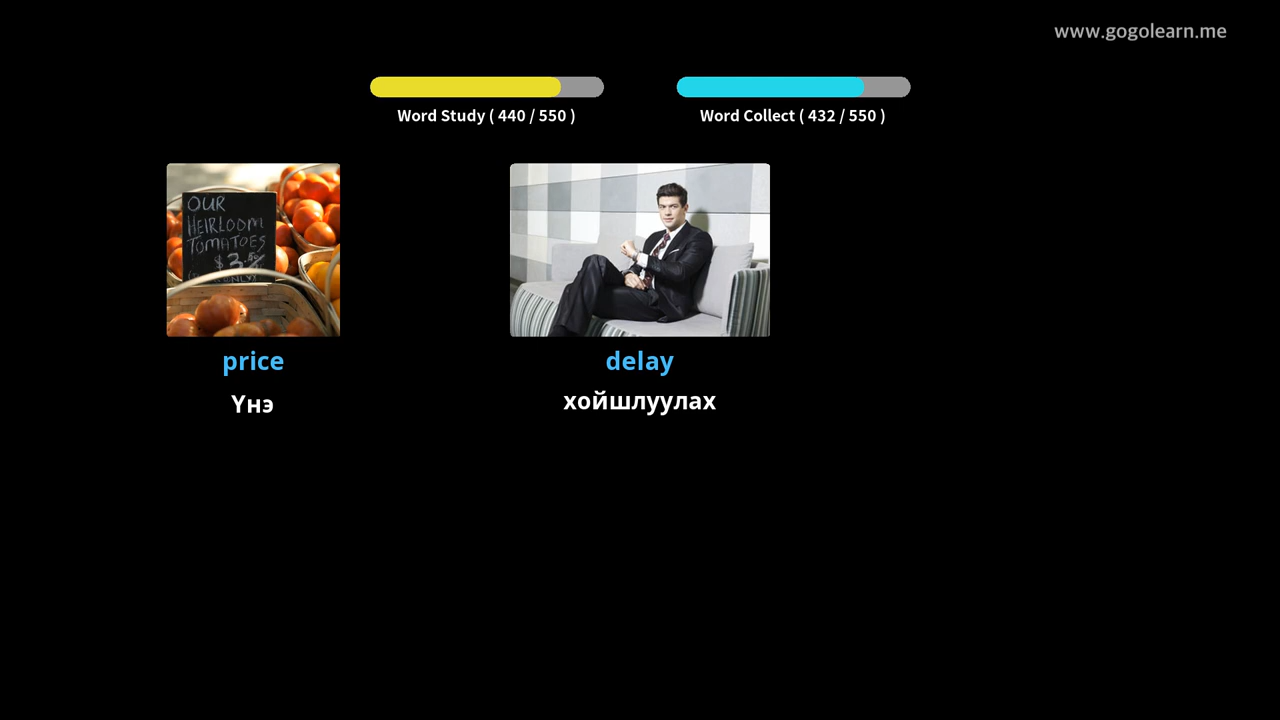 www.gogolearn.me
Word Study ( 440 / 550 )
Word Collect ( 432 / 550 )
OUR
HEIRLOOM
TOMATOES
price
Үнэ
delay
хойшлуулах